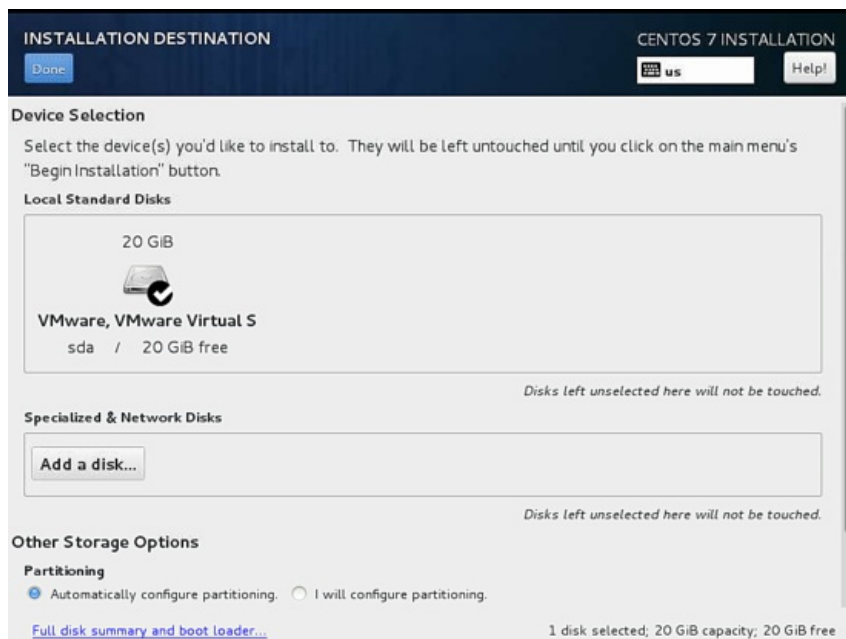 INSTALLATION DESTINATION
CENTOS 7 INSTALLATION
Done
us
Help!
Device Selection
Select the device(s) you'd like to install to. They will be left untouched until you click on the main menu's
"Begin Installation" button.
Local Standard Disks
20 GiB
VMware, VMware Virtual S
sda / 20 GiB free
Disks left unselected here will not be touched.
Specialized & Network Disks
Add a disk...
Disks left unselected here will not be touched.
Other Storage Options
Partitioning
Automatically configure partitioning. I will configure partitioning.
Full disk summary and boot loader...
1 disk selected; 20 GiB capacity; 20 GiB free